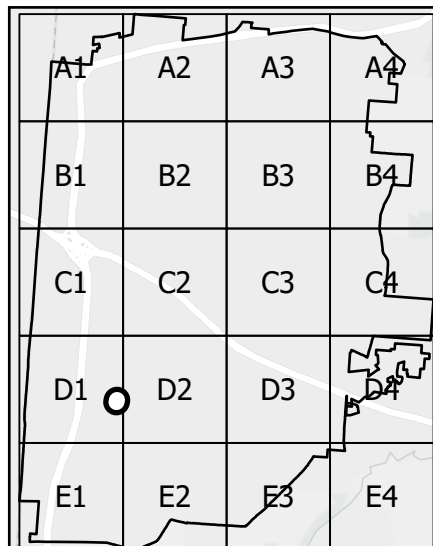 A1 A2 A3 A4
B1 B2 B3 B4
C1 C2 C3 C4
D1 D2 D3 D4
E1 E2 E3 E4